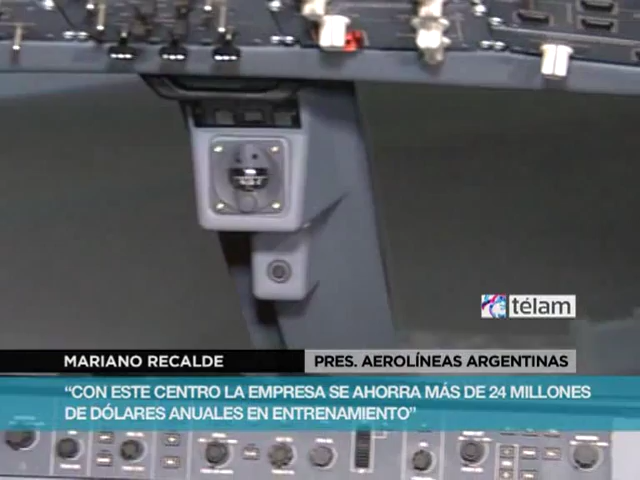 télam
MARIANO RECALDE
PRES. AEROLÍNEAS ARGENTINAS
“CON ESTE CENTRO LA EMPRESA SE AHORRA MÁS DE 24 MILLONES
DE DÓLARES ANUALES EN ENTRENAMIENTO”